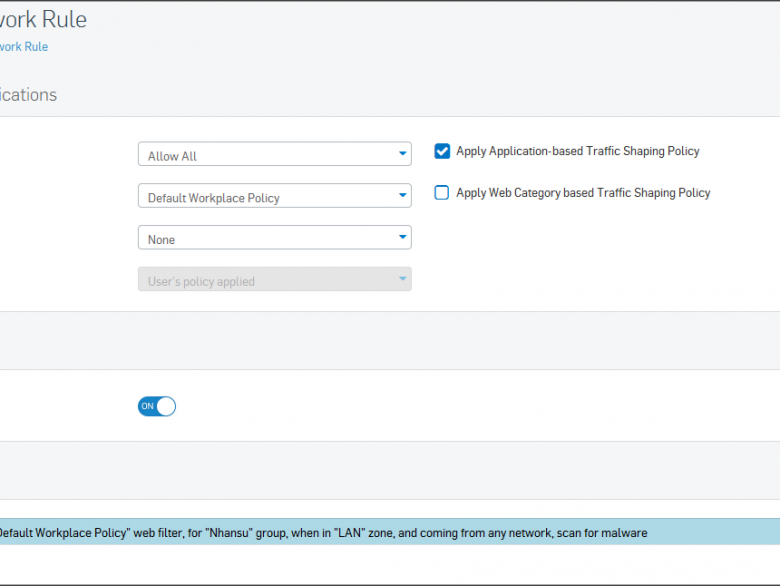 work Rule
work Rule
ications
Allow All
Apply Application-based Traffic Shaping Policy
Default Workplace Policy
Apply Web Category based Traffic Shaping Policy
None
User's policy applied
ON
Default Workplace Policy" web filter, for "Nhansu" group, when in "LAN" zone, and coming from any network, scan for malware